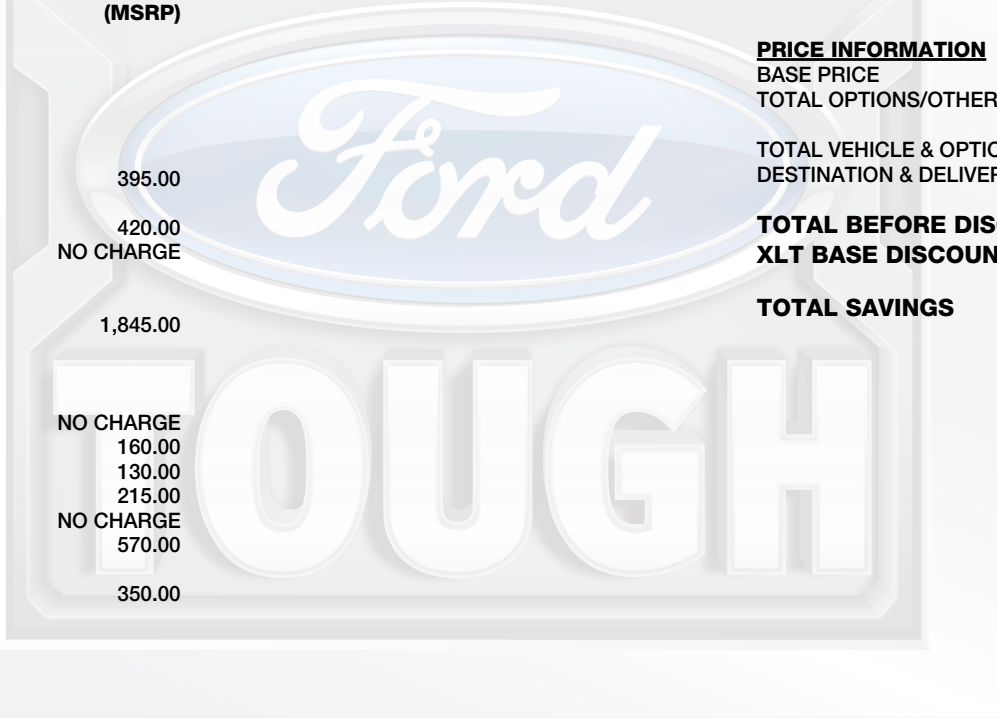 (MSRP)
395.00
420.00
NO CHARGE
1,845.00
NO CHARGE
160.00
130.00
215.00
NO CHARGE
570.00
350.00
Ford
TOUGH
PRICE INFORMATION
BASE PRICE
TOTAL OPTIONS/OTHER
TOTAL VEHICLE & OPTIO
DESTINATION & DELIVER
TOTAL BEFORE DIS
XLT BASE DISCOUN
TOTAL SAVINGS